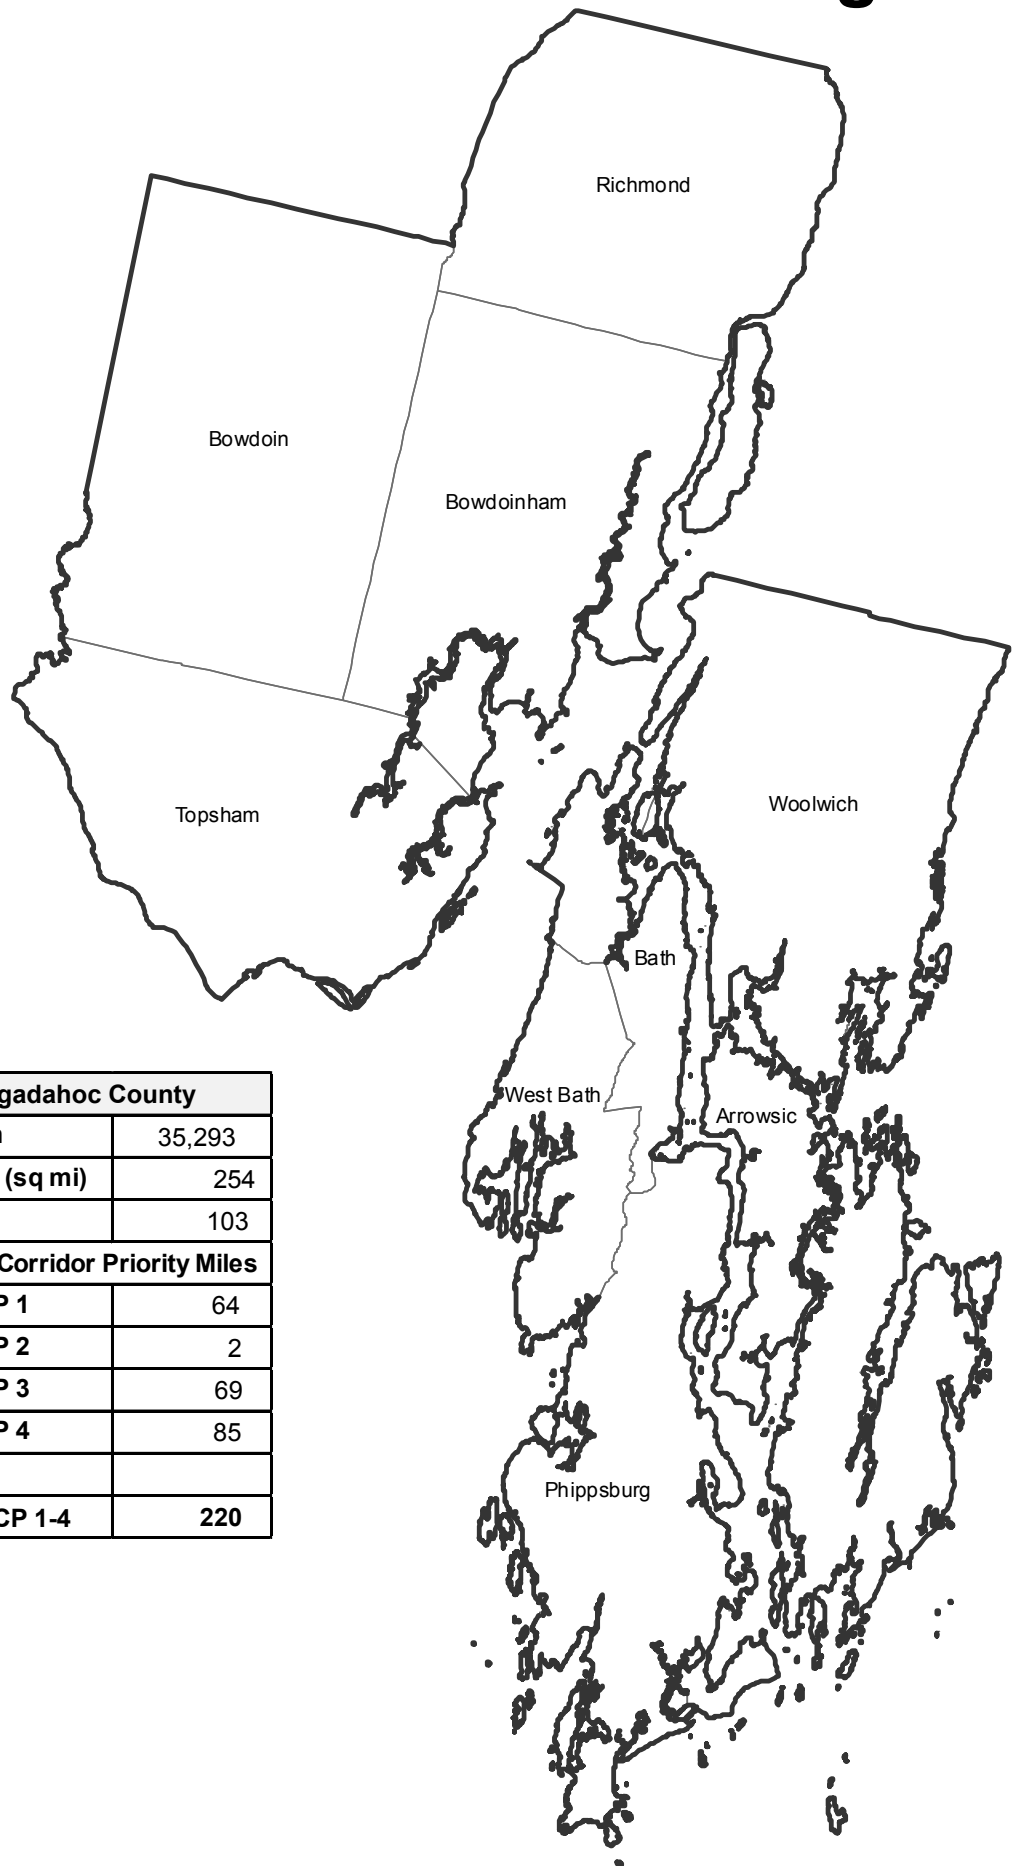 g
Richmond
Bowdoin
Bowdoinham
Topsham
Woolwich
Bath
West Bath
Arrowsic
Phippsburg
gadahoc County
35,293
(sq mi) 254
103
Corridor Priority Miles
P 1 64
P 2 2
P 3 69
P 4 85
CP 1-4 220